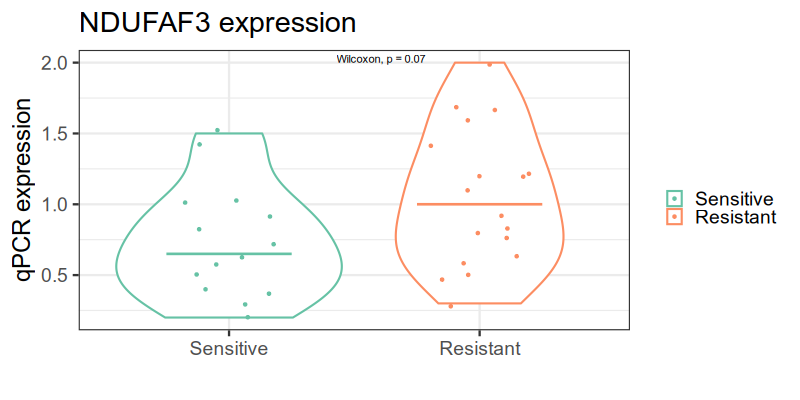 NDUFAF3 expression
Wilcoxon, p = 0.07
2.0
1.5
1.0
0.5
qPCR expression
Sensitive
Resistant
Sensitive
Resistant